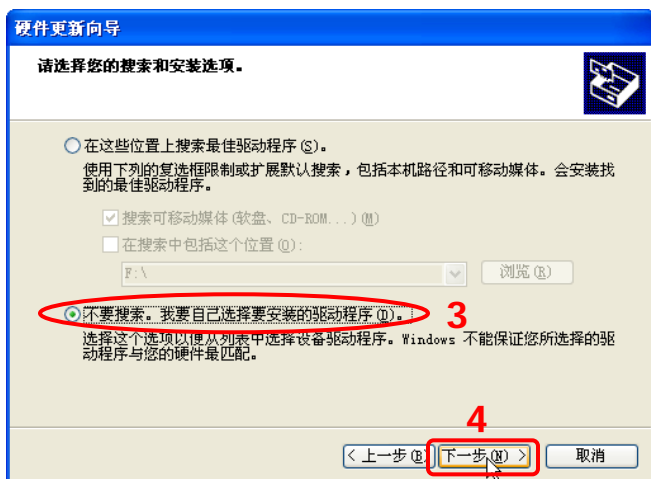 硬件更新向导
请选择您的搜索和安装选项。
在这些位置上搜索最佳驱动程序(S)。
使用下列的复选框限制或扩展默认搜索，包括本机路径和可移动媒体。会安装找
到的最佳驱动程序。
搜索可移动媒体(软盘、CD-ROM...)(M)
在搜索中包括这个位置(O):
F:\
浏览(R)
不要搜索。我要自己选择要安装的驱动程序(D)。
3
选择这个选项以便从列表中选择设备驱动程序。Windows 不能保证您所选择的驱
动程序与您的硬件最匹配。
4
< 上一步(B) 下一步(N) > 取消